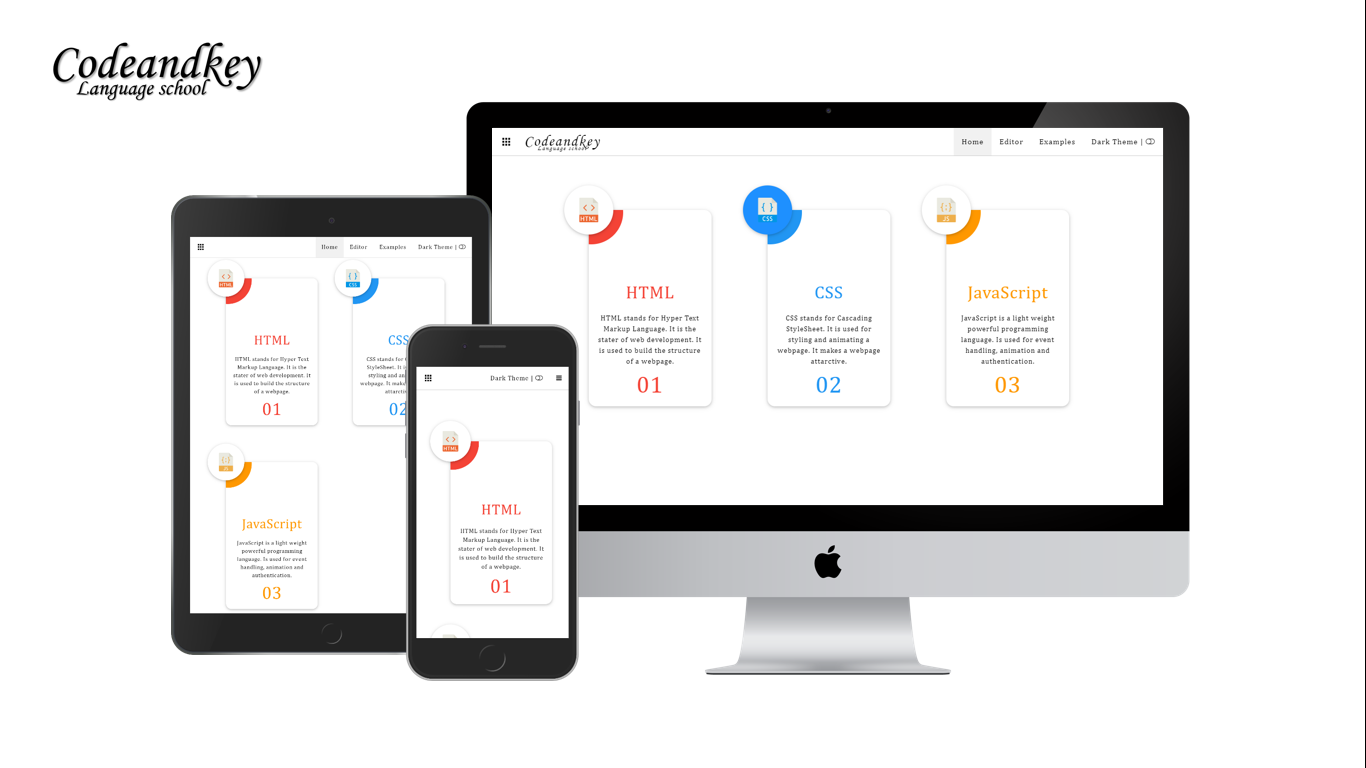 Codeandkey
Language school
Codeandkey
Language school
Home
Editor
Examples
Dark Theme |
HTML
CSS
JS
HTML
HTML stands for Hyper Text
Markup Language. It is the
stater of web development. It
is used to build the structure
of a webpage.
01
CSS
CSS stands for Cascading
StyleSheet. It is used for
styling and animating a
webpage. It makes a webpage
attarctive.
02
JavaScript
JavaScript is a light weight
powerful programming
language. Is used for event
handling, animation and
authentication.
03
Home
Editor
Examples
Dark Theme |
HTML
CSS
HTML
HTML stands for Hyper Text
Markup Language. It is the
stater of web development. It
is used to build the structure
of a webpage.
01
CSS
CSS stands for
StyleSheet. It is
styling and
webpage. It
02
JS
JavaScript
JavaScript is a light weight
powerful programming
language. Is used for event
handling, animation and
authentication.
03
Dark Theme |
HTML
HTML
HTML stands for Hyper Text
Markup Language. It is the
stater of web development. It
is used to build the structure
of a webpage.
01